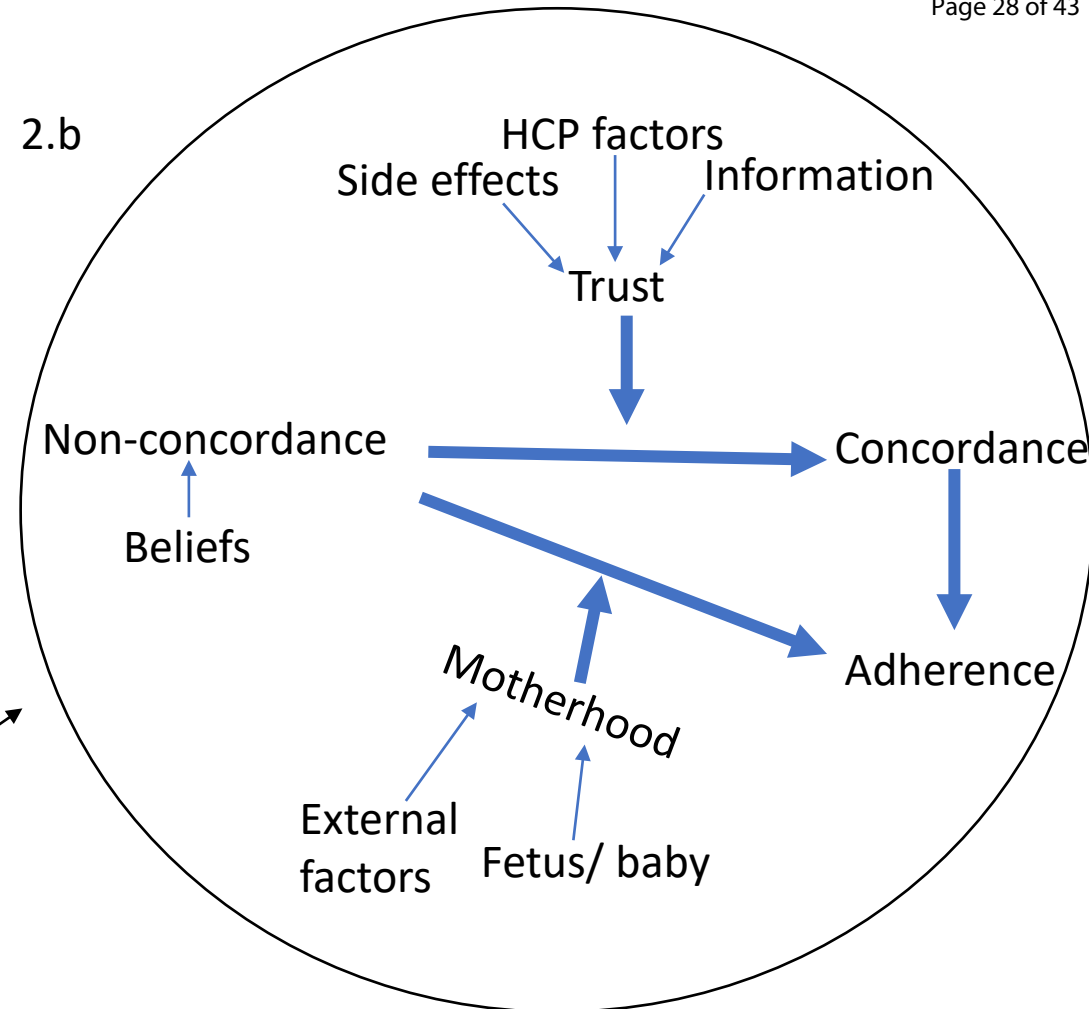 Page 28 of 43
2.b
HCP factors
Side effects
Information
Trust
Non-concordance
Concordance
Beliefs
Adherence
Motherhood
External
factors
Fetus/ baby